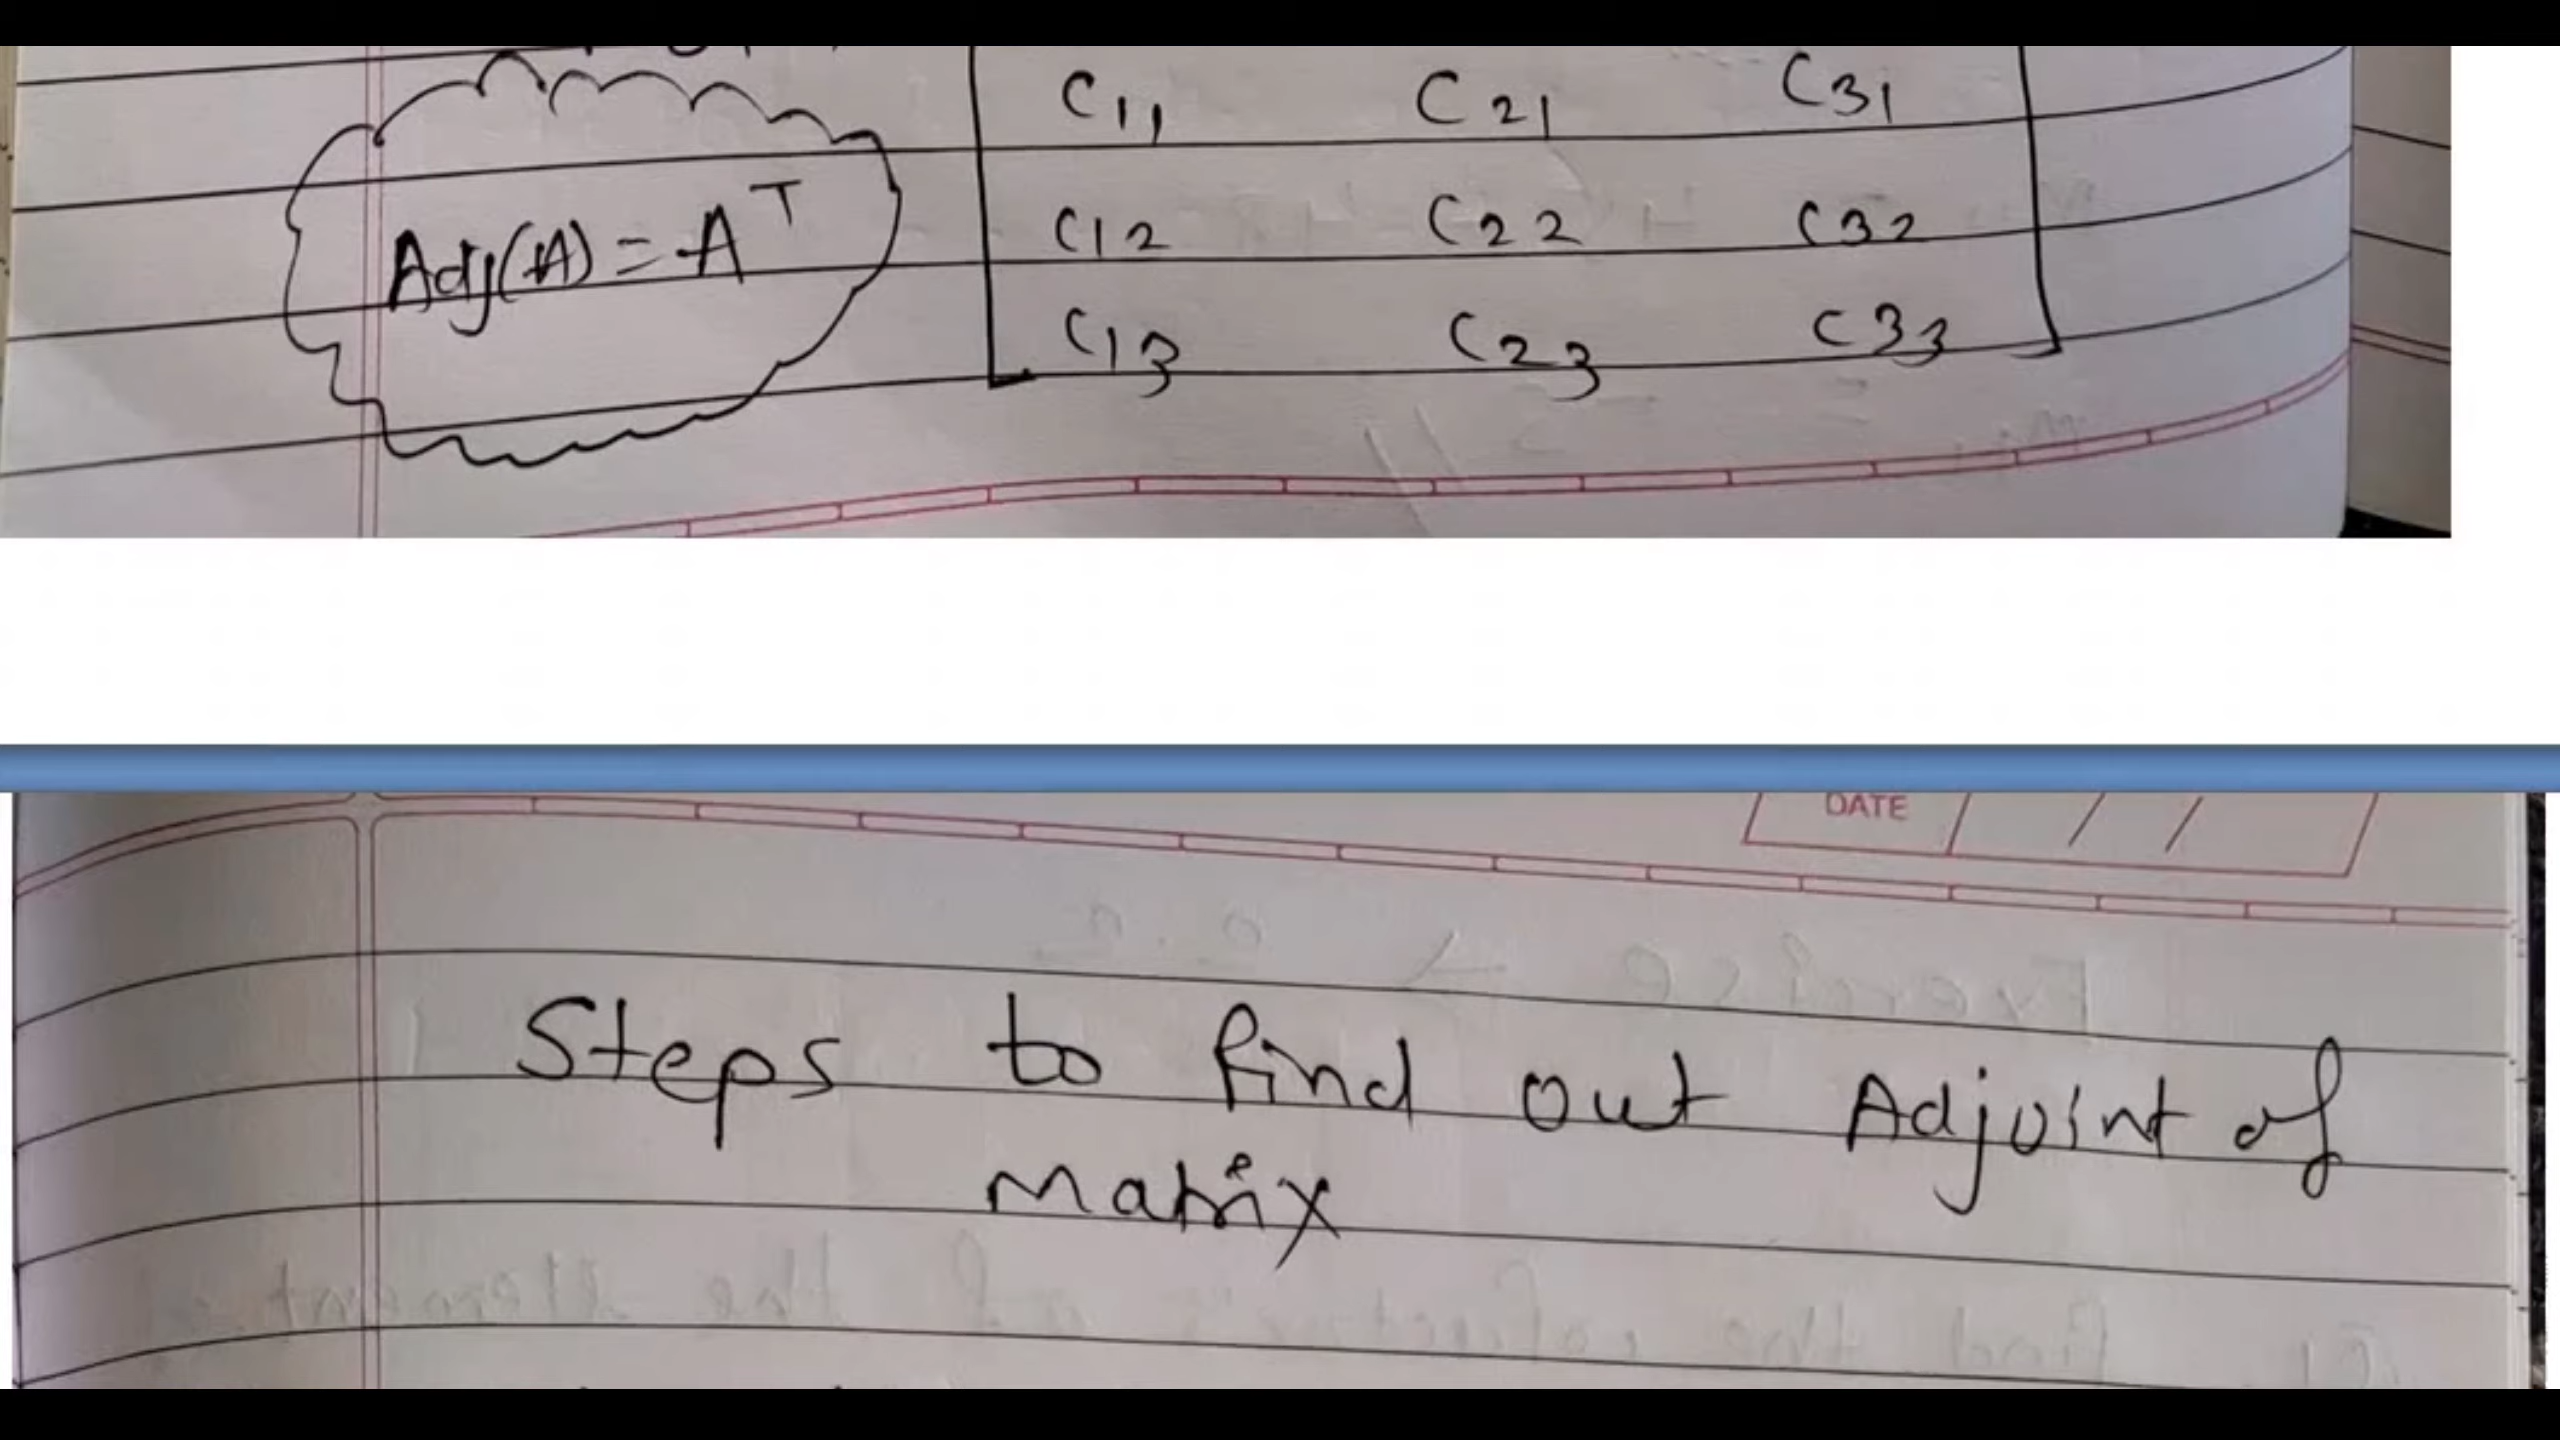 Adj(A) = A^T
C11 C21 C31
C12 C22 C32
C13 C23 C33
DATE / /
Steps to find out Adjoint of
Matrix